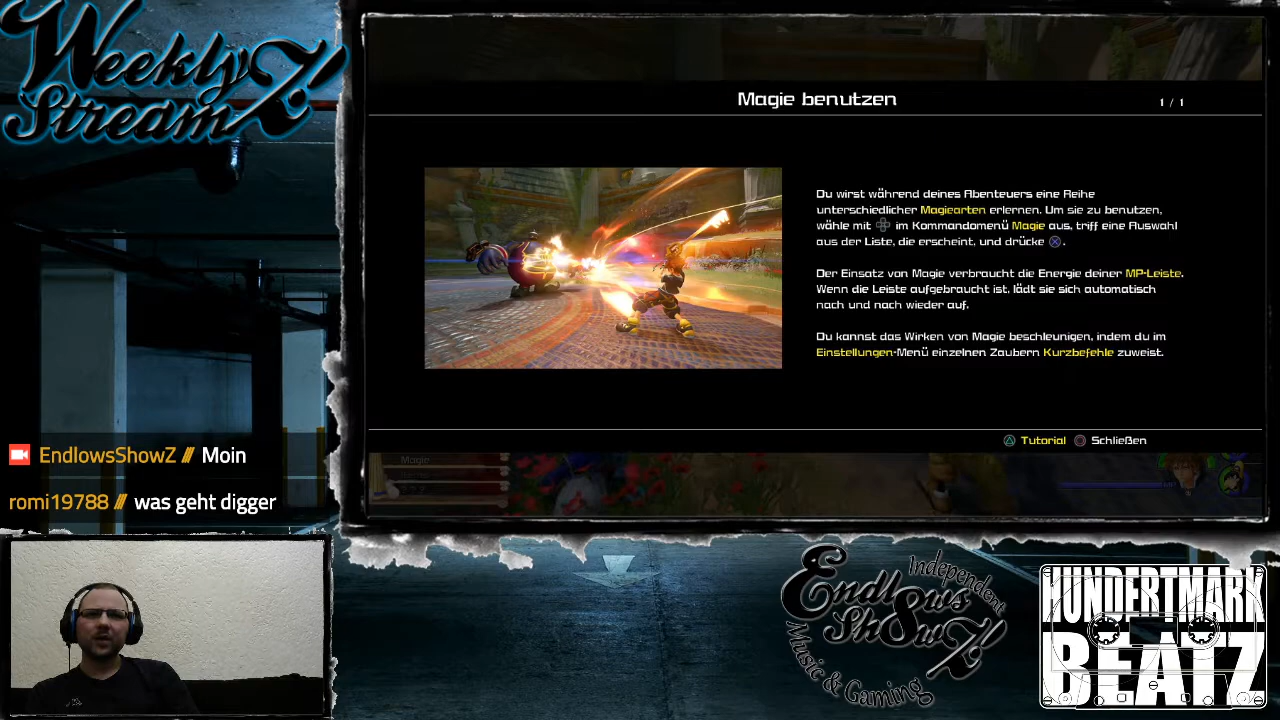 Weekly
StreamZ!
Magie benutzen
1 / 1
Du wirst während deines Abenteuers eine Reihe
unterschiedlicher Magiearten erlernen. Um sie zu benutzen,
wähle mit im Kommandomenü Magie aus, triff eine Auswahl
aus der Liste, die erscheint, und drücke .
Der Einsatz von Magie verbraucht die Energie deiner MP-Leiste.
Wenn die Leiste aufgebraucht ist, lädt sie sich automatisch
nach und nach wieder auf.
Du kannst das Wirken von Magie beschleunigen, indem du im
Einstellungen-Menü einzelnen Zaubern Kurzbefehle zuweist.
Tutorial Schließen
Magie
MP
EndlowsShowZ /// Moin
romi19788 /// was geht digger
Independent
Endlows
ShowZ!
Music & Gaming
HUNDERTMARK
BEATZ